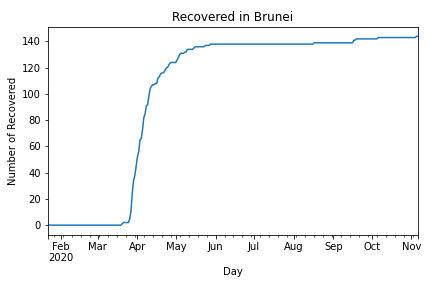 Recovered in Brunei
Number of Recovered
140
120
100
80
60
40
20
0
Feb Mar Apr May Jun Jul Aug Sep Oct Nov
2020
Day